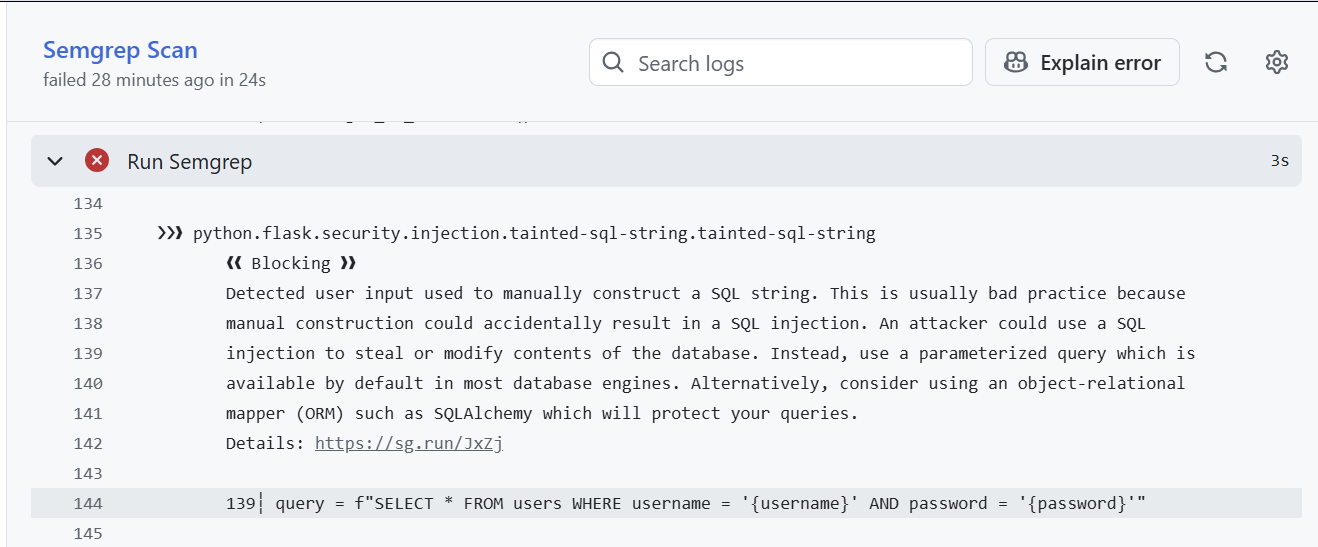 Semgrep Scan
failed 28 minutes ago in 24s
Search logs
Explain error
Run Semgrep
3s
134
135 ❯❯❱ python.flask.security.injection.tainted-sql-string.tainted-sql-string
136 ❰❰ Blocking ❱❱
137 Detected user input used to manually construct a SQL string. This is usually bad practice because
138 manual construction could accidentally result in a SQL injection. An attacker could use a SQL
139 injection to steal or modify contents of the database. Instead, use a parameterized query which is
140 available by default in most database engines. Alternatively, consider using an object-relational
141 mapper (ORM) such as SQLAlchemy which will protect your queries.
142 Details: https://sg.run/JxZj
143
144 139┆ query = f"SELECT * FROM users WHERE username = '{username}' AND password = '{password}'"
145